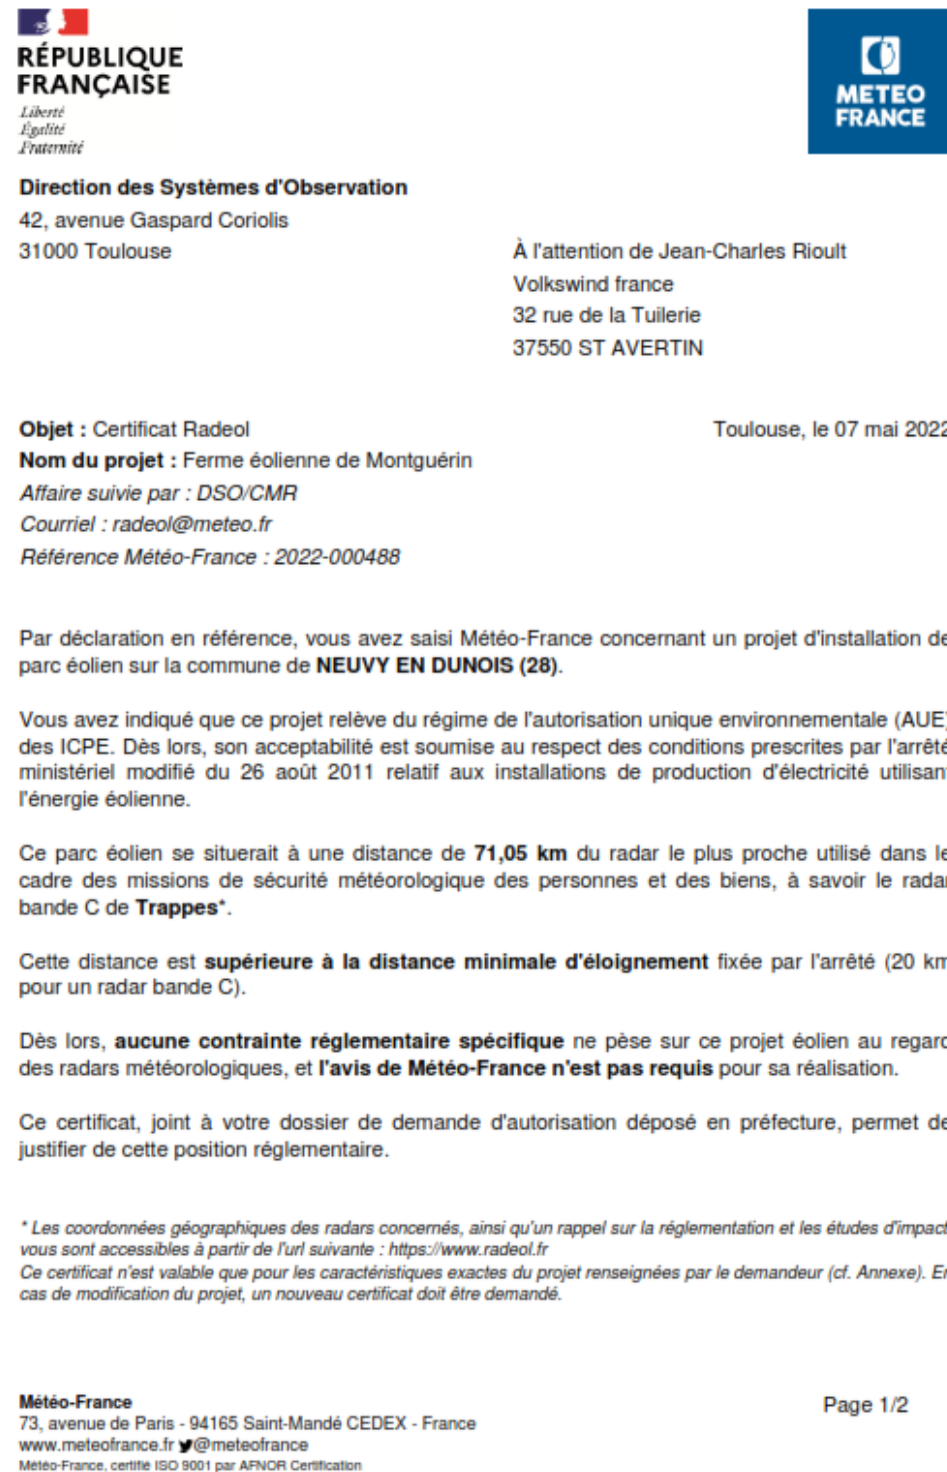 RÉPUBLIQUE
FRANÇAISE
Liberté
Égalité
Fraternité
METEO
FRANCE
Direction des Systèmes d'Observation
42, avenue Gaspard Coriolis
31000 Toulouse
À l'attention de Jean-Charles Rioult
Volkswind france
32 rue de la Tuilerie
37550 ST AVERTIN
Objet : Certificat Radeol
Toulouse, le 07 mai 2022
Nom du projet : Ferme éolienne de Montguérin
Affaire suivie par : DSO/CMR
Courriel : radeol@meteo.fr
Référence Météo-France : 2022-000488
Par déclaration en référence, vous avez saisi Météo-France concernant un projet d'installation de
parc éolien sur la commune de NEUVY EN DUNOIS (28).
Vous avez indiqué que ce projet relève du régime de l'autorisation unique environnementale (AUE)
des ICPE. Dès lors, son acceptabilité est soumise au respect des conditions prescrites par l'arrêté
ministériel modifié du 26 août 2011 relatif aux installations de production d'électricité utilisant
l'énergie éolienne.
Ce parc éolien se situerait à une distance de 71,05 km du radar le plus proche utilisé dans le
cadre des missions de sécurité météorologique des personnes et des biens, à savoir le radar
bande C de Trappes*.
Cette distance est supérieure à la distance minimale d'éloignement fixée par l'arrêté (20 km
pour un radar bande C).
Dès lors, aucune contrainte réglementaire spécifique ne pèse sur ce projet éolien au regard
des radars météorologiques, et l'avis de Météo-France n'est pas requis pour sa réalisation.
Ce certificat, joint à votre dossier de demande d'autorisation déposé en préfecture, permet de
justifier de cette position réglementaire.
* Les coordonnées géographiques des radars concernés, ainsi qu'un rappel sur la réglementation et les études d'impact
vous sont accessibles à partir de l'url suivante : https://www.radeol.fr
Ce certificat n'est valable que pour les caractéristiques exactes du projet renseignées par le demandeur (cf. Annexe). En
cas de modification du projet, un nouveau certificat doit être demandé.
Météo-France
Page 1/2
73, avenue de Paris - 94165 Saint-Mandé CEDEX - France
www.meteofrance.fr @meteofrance
Météo-France, certifié ISO 9001 par AFNOR Certification